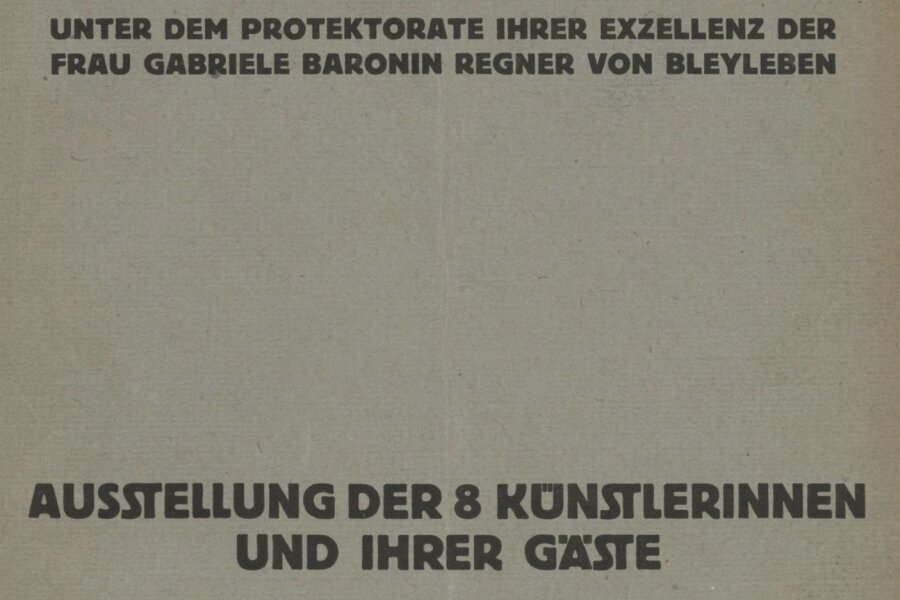 UNTER DEM PROTEKTORATE IHRER EXZELLENZ DER
FRAU GABRIELE BARONIN REGNER VON BLEYLEBEN
AUSSTELLUNG DER 8 KÜNSTLERINNEN
UND IHRER GÄSTE